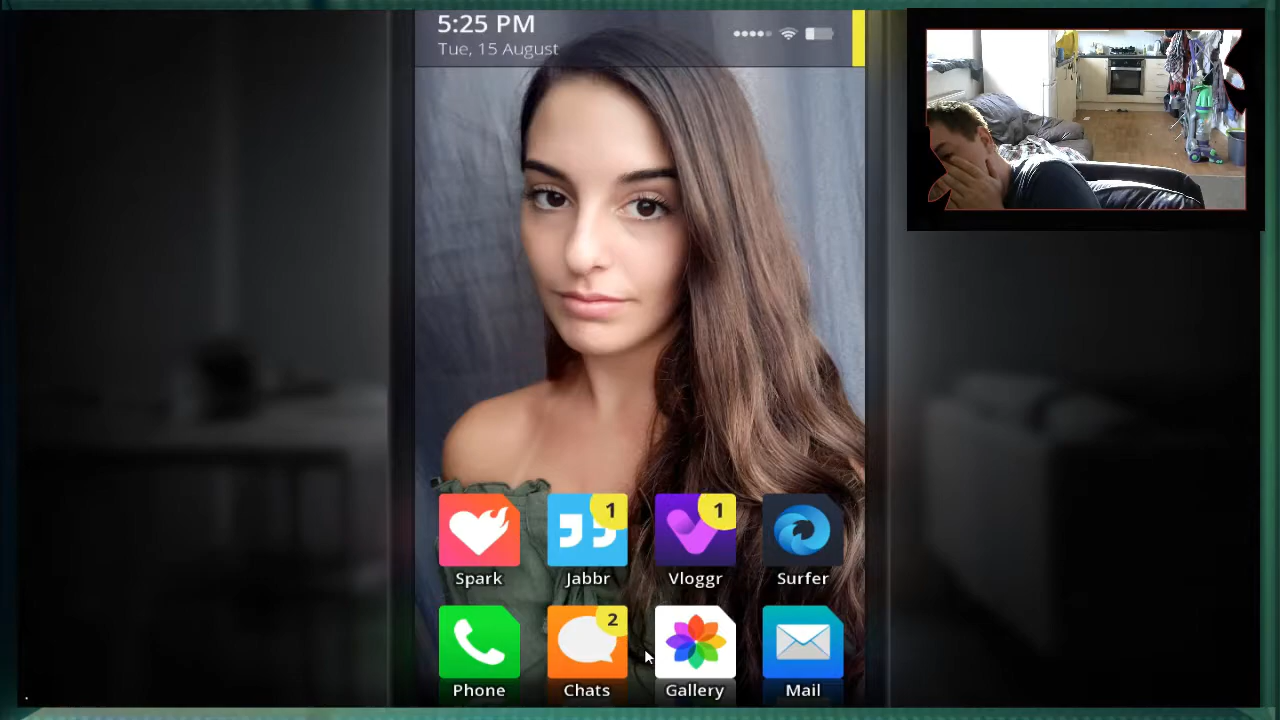 5:25 PM
Tue, 15 August
1
1
Spark
Jabbr
Vloggr
Surfer
2
Phone
Chats
Gallery
Mail